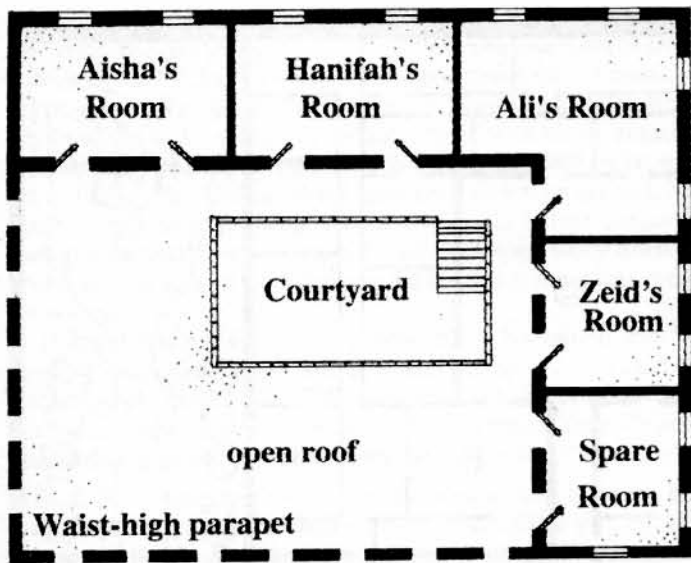 Aisha's
Room
Hanifah's
Room
Ali's Room
Courtyard
Zeid's
Room
open roof
Spare
Room
Waist-high parapet